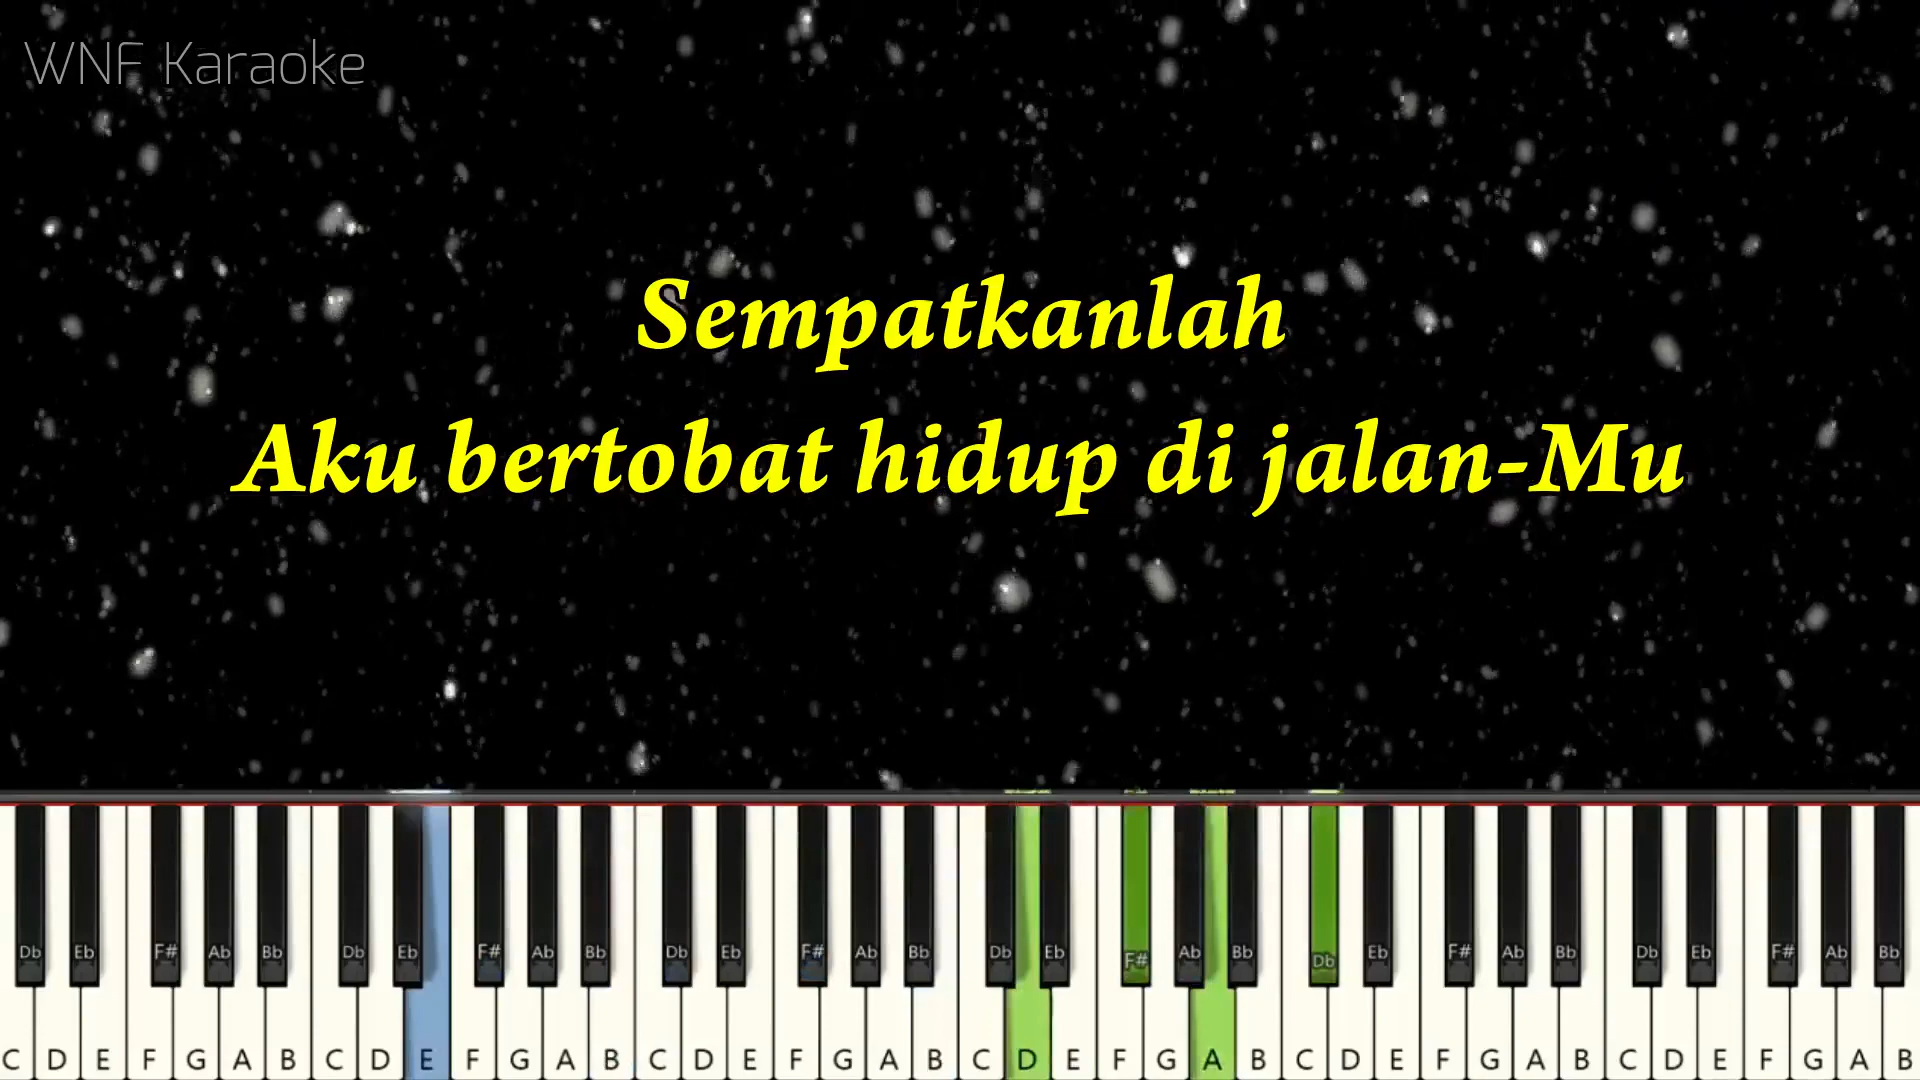 WNF Karaoke
Sempatkanlah
Aku bertobat hidup di jalan-Mu
Db Eb F# Ab Bb Db Eb F# Ab Bb Db Eb F# Ab Bb Db Eb F# Ab Bb Db Eb F# Ab Bb Db Eb F# Ab Bb
C D E F G A B C D E F G A B C D E F G A B C D E F G A B C D E F G A B C D E F G A B